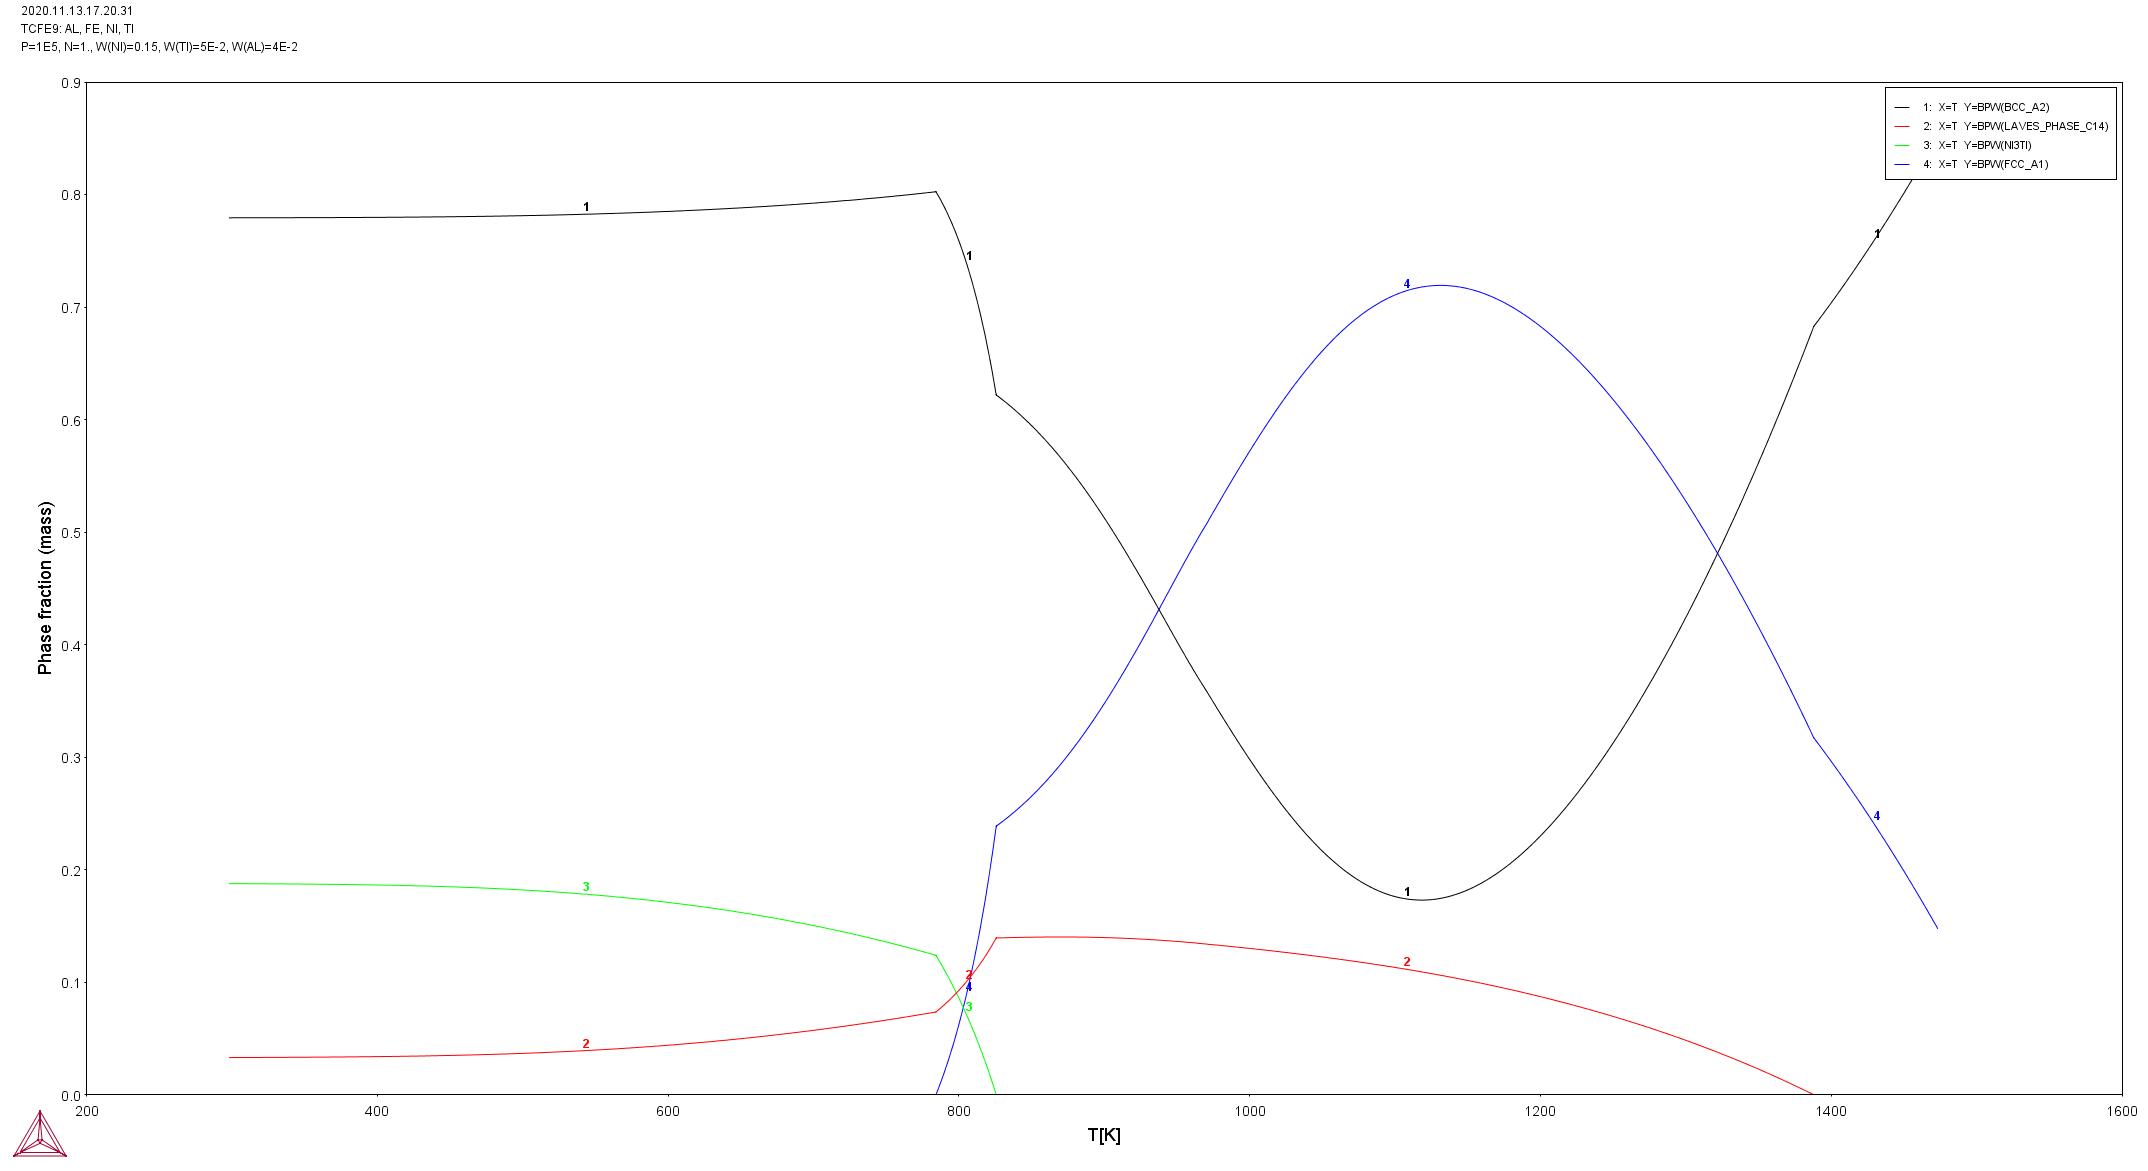 2020.11.13.17.20.31
TCFE9: AL, FE, NI, TI
P=1E5, N=1., W(NI)=0.15, W(TI)=5E-2, W(AL)=4E-2
0.9
1: X=T Y=BPW(BCC_A2)
2: X=T Y=BPW(LAVES_PHASE_C14)
3: X=T Y=BPW(NI3TI)
4: X=T Y=BPW(FCC_A1)
0.8
1
1
1
0.7
4
0.6
0.5
Phase fraction (mass)
0.4
0.3
4
0.2
3
1
2
0.1
2
4
3
2
0.0
200 400 600 800 1000 1200 1400 1600
T[K]